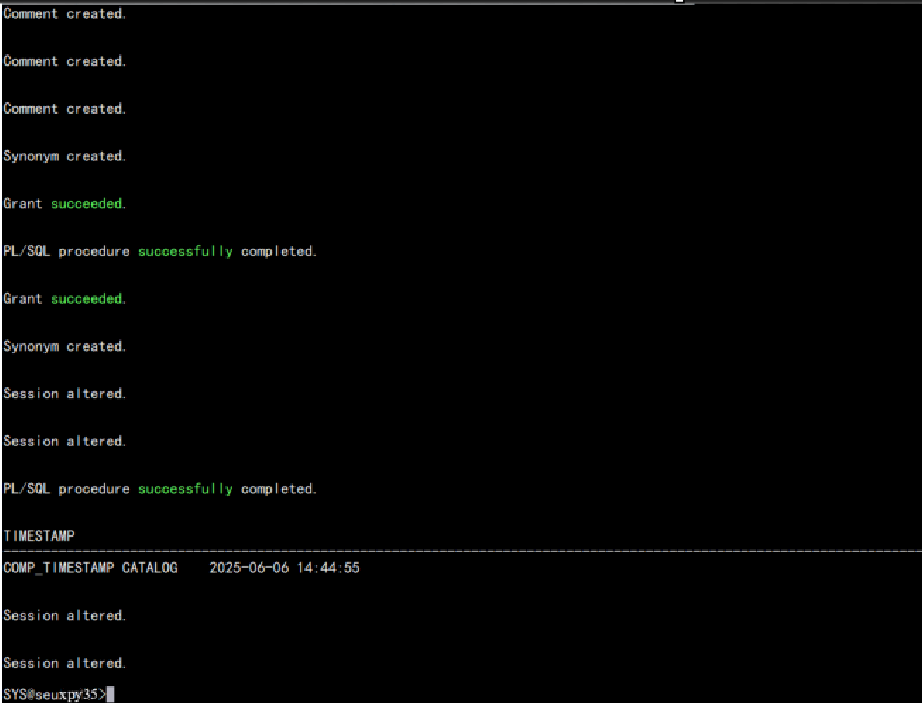 Comment created.
Comment created.
Comment created.
Synonym created.
Grant succeeded.
PL/SQL procedure successfully completed.
Grant succeeded.
Synonym created.
Session altered.
Session altered.
PL/SQL procedure successfully completed.
TIMESTAMP
COMP_TIMESTAMP CATALOG    2025-06-06 14:44:55
Session altered.
Session altered.
SYS@seuxpy35>